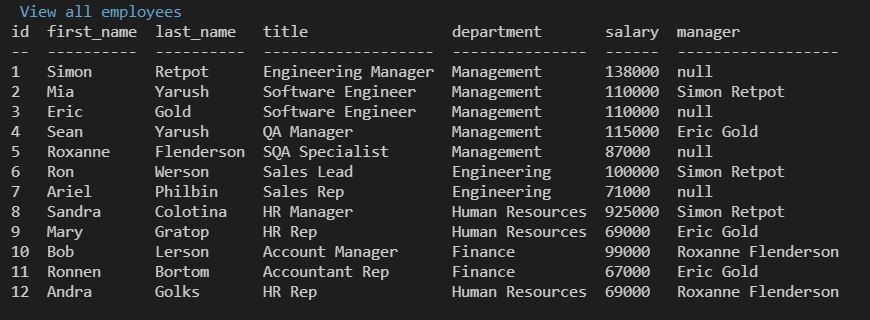 View all employees
id  first_name  last_name   title                department       salary  manager
--  ----------  ----------  -------------------  ---------------  ------  ------------------
1   Simon       Retpot      Engineering Manager  Management       138000  null
2   Mia         Yarush      Software Engineer    Management       110000  Simon Retpot
3   Eric        Gold        Software Engineer    Management       110000  null
4   Sean        Yarush      QA Manager           Management       115000  Eric Gold
5   Roxanne     Flenderson  SQA Specialist       Management       87000   null
6   Ron         Werson      Sales Lead           Engineering      100000  Simon Retpot
7   Ariel       Philbin     Sales Rep            Engineering      71000   null
8   Sandra      Colotina    HR Manager           Human Resources  925000  Simon Retpot
9   Mary        Gratop      HR Rep               Human Resources  69000   Eric Gold
10  Bob         Lerson      Account Manager      Finance          99000   Roxanne Flenderson
11  Ronnen      Bortom      Accountant Rep       Finance          67000   Eric Gold
12  Andra       Golks       HR Rep               Human Resources  69000   Roxanne Flenderson